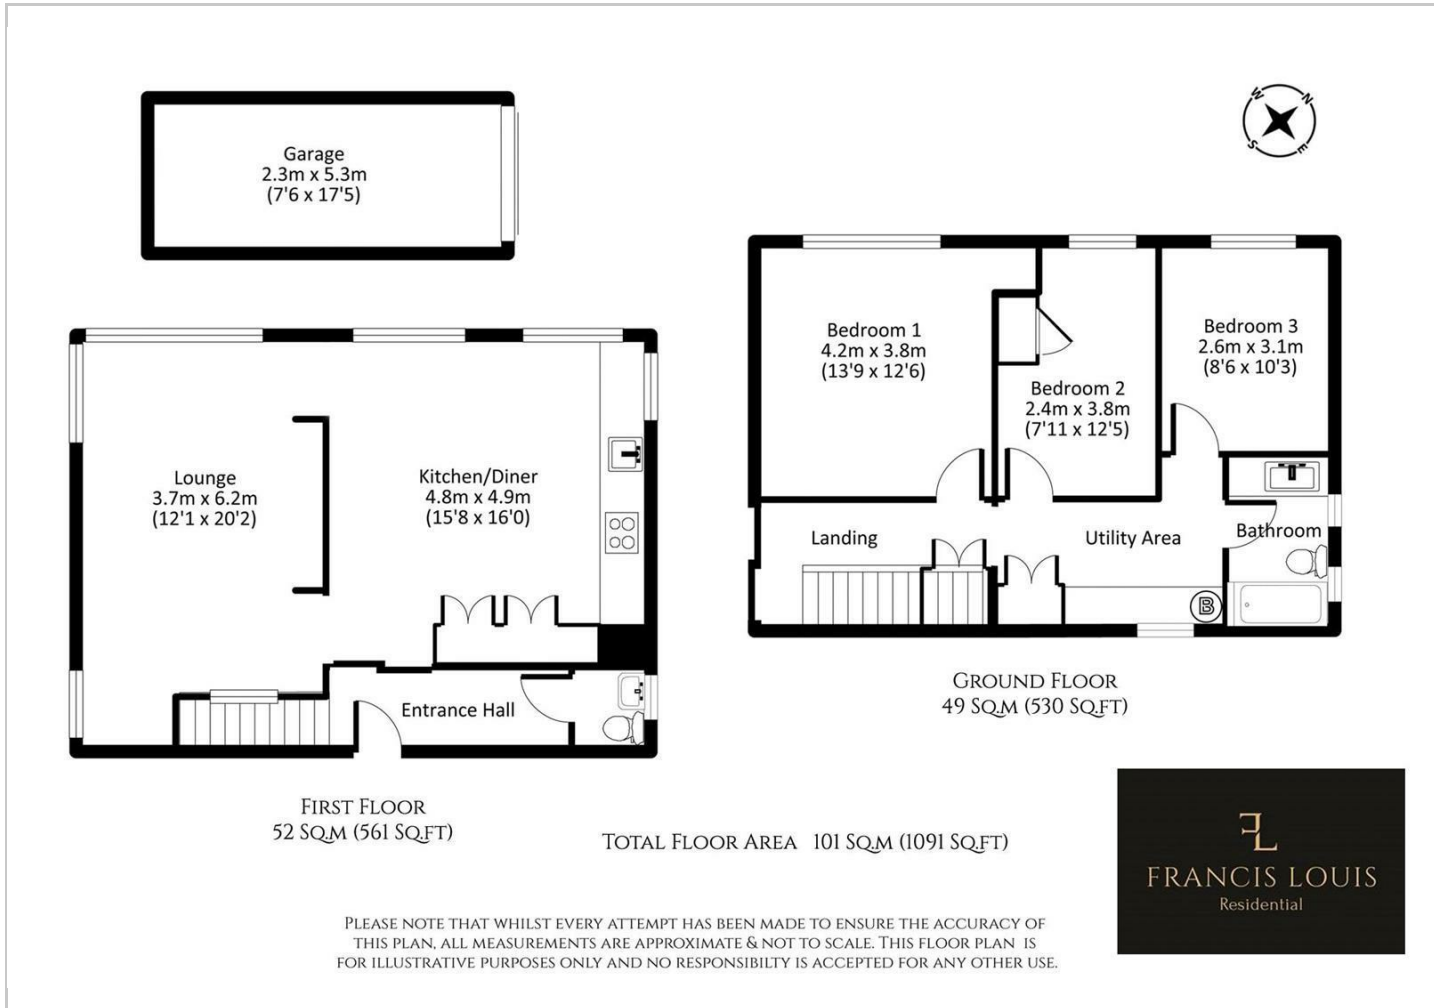 Garage
2.3m x 5.3m
(7'6 x 17'5)
W
N
S
E
Bedroom 1
4.2m x 3.8m
(13'9 x 12'6)
Bedroom 2
2.4m x 3.8m
(7'11 x 12'5)
Bedroom 3
2.6m x 3.1m
(8'6 x 10'3)
Lounge
3.7m x 6.2m
(12'1 x 20'2)
Kitchen/Diner
4.8m x 4.9m
(15'8 x 16'0)
Landing
Utility Area
Bathroom
B
Entrance Hall
GROUND FLOOR
49 SQ.M (530 SQ.FT)
FIRST FLOOR
52 SQ.M (561 SQ.FT)
TOTAL FLOOR AREA 101 SQ.M (1091 SQ.FT)
FL
FRANCIS LOUIS
Residential
PLEASE NOTE THAT WHILST EVERY ATTEMPT HAS BEEN MADE TO ENSURE THE ACCURACY OF
THIS PLAN, ALL MEASUREMENTS ARE APPROXIMATE & NOT TO SCALE. THIS FLOOR PLAN IS
FOR ILLUSTRATIVE PURPOSES ONLY AND NO RESPONSIBILTY IS ACCEPTED FOR ANY OTHER USE.